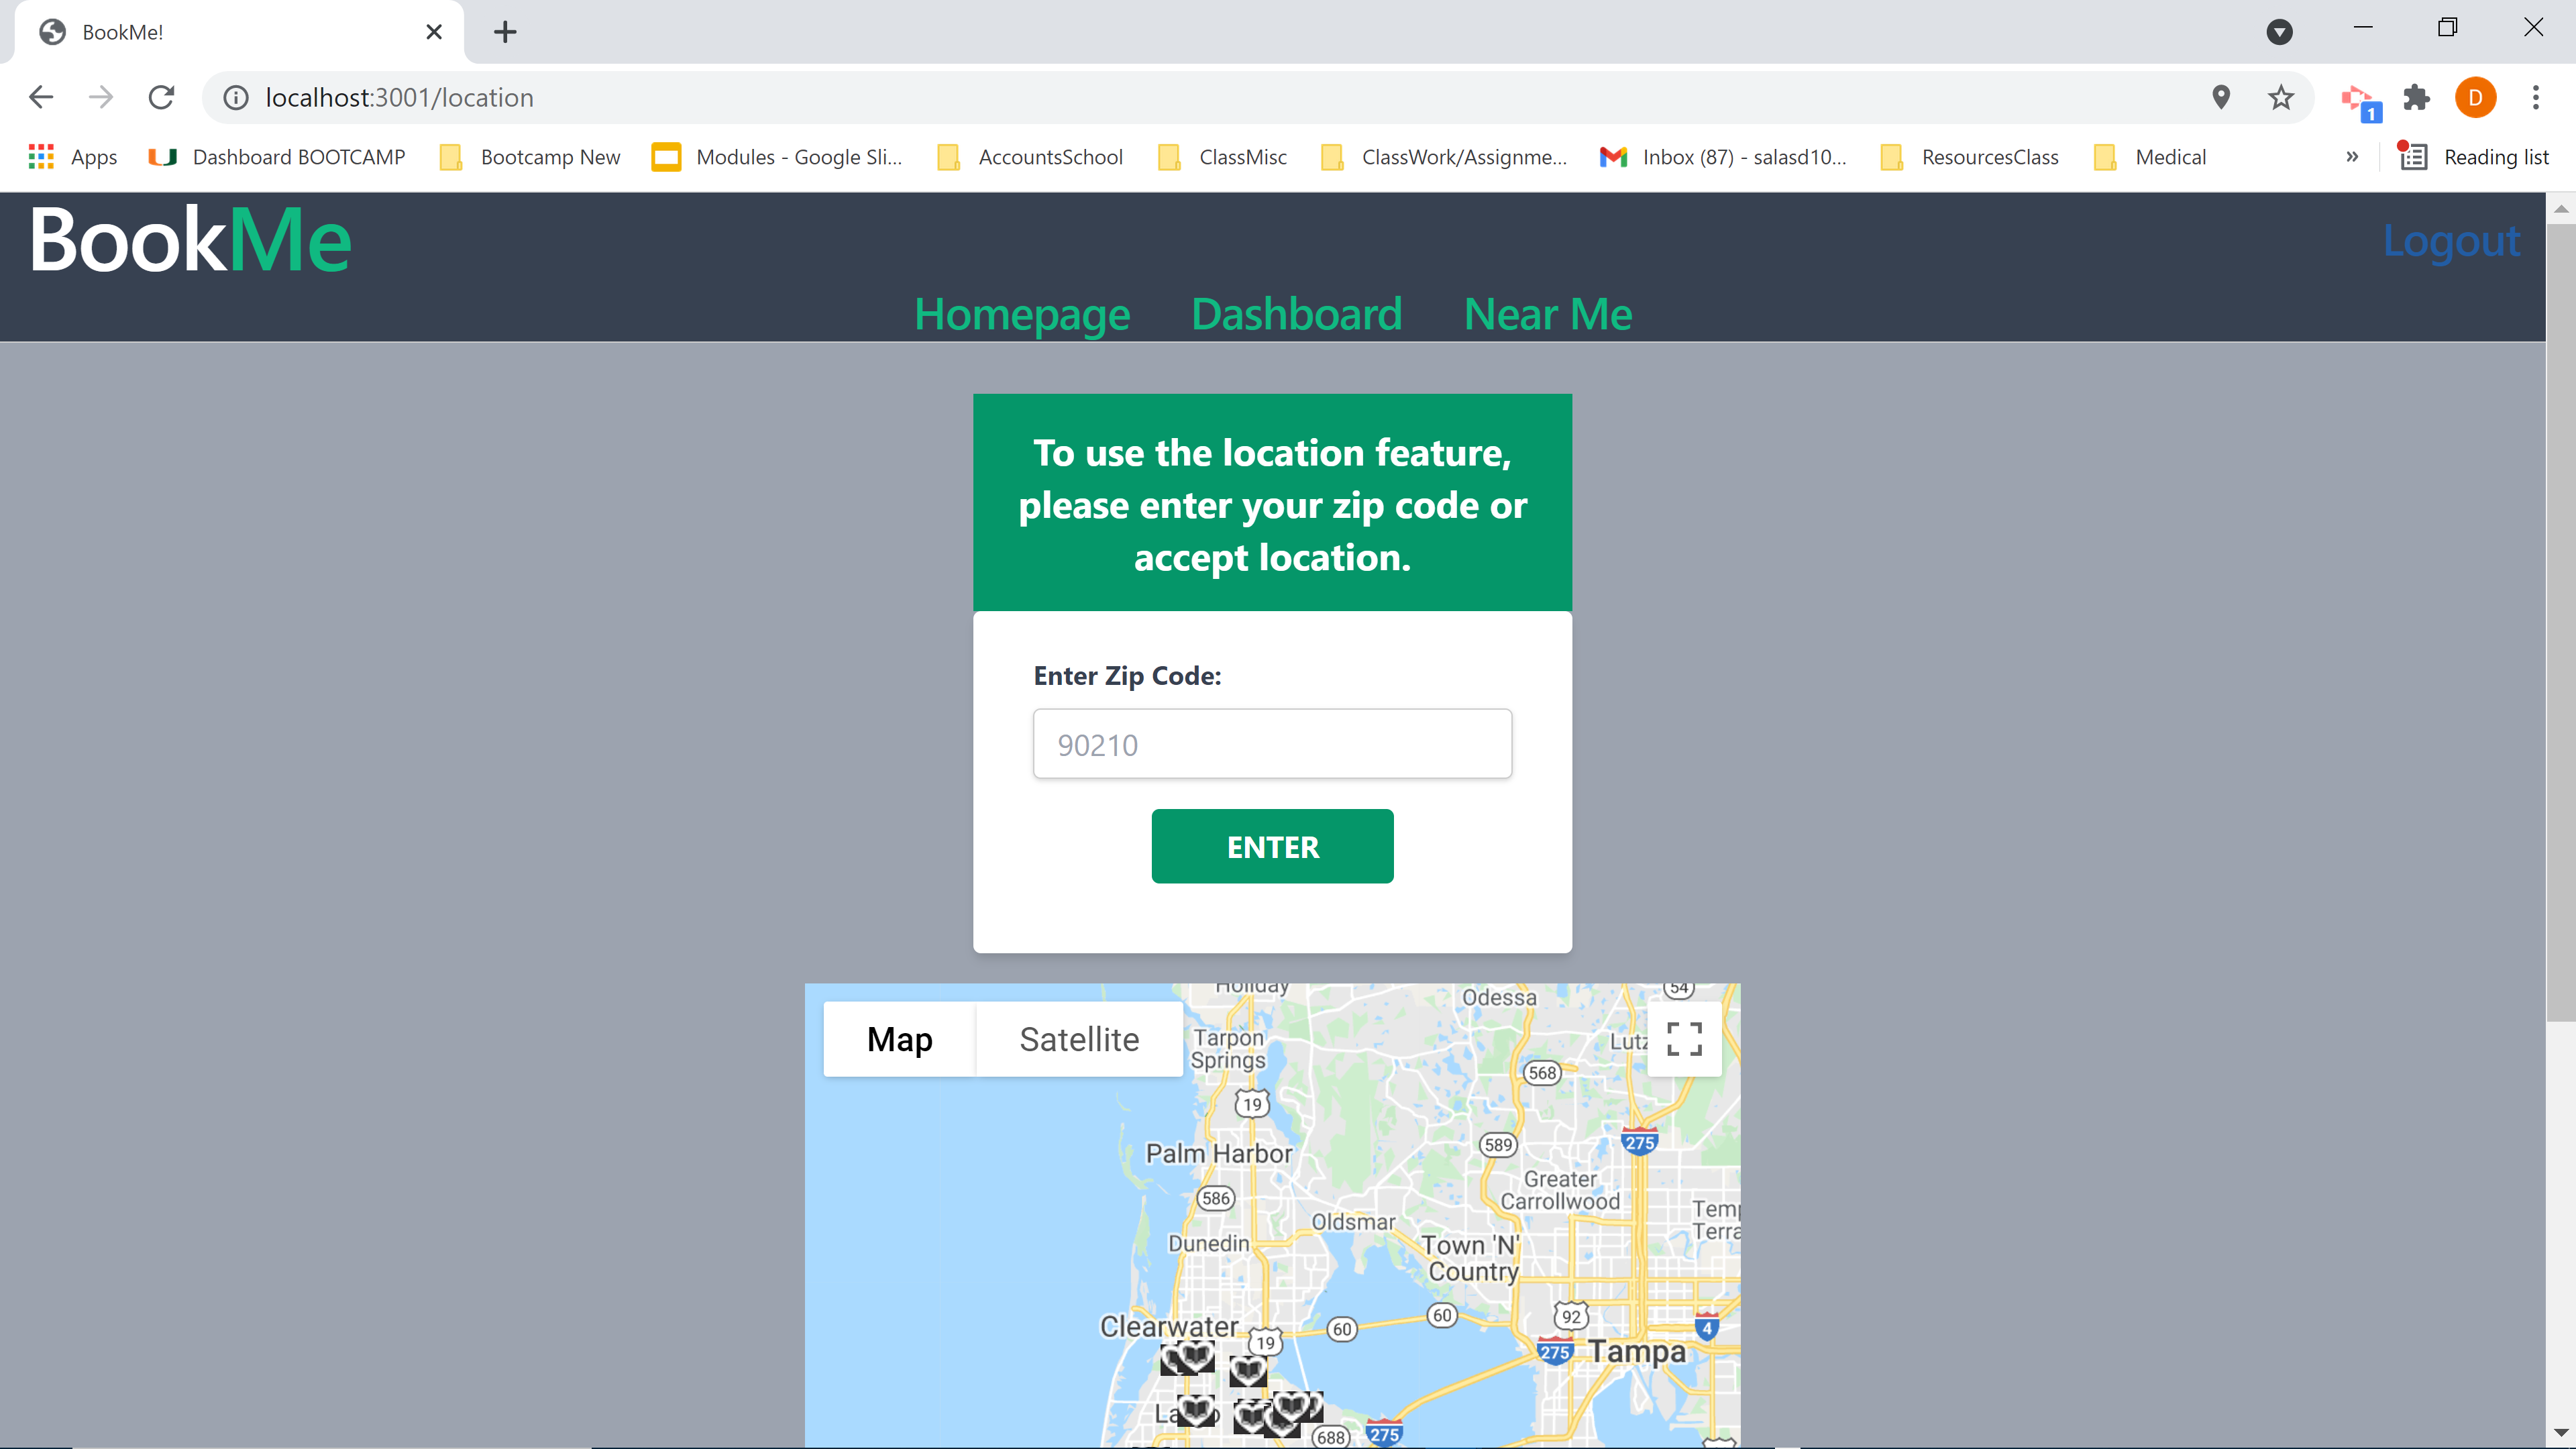 BookMe!
localhost:3001/location
1
D
Apps
Dashboard BOOTCAMP
Bootcamp New
Modules - Google Sli...
AccountsSchool
ClassMisc
ClassWork/Assignme...
Inbox (87) - salasd10...
ResourcesClass
Medical
»
Reading list
BookMe
Logout
Homepage
Dashboard
Near Me
To use the location feature,
please enter your zip code or
accept location.
Enter Zip Code:
90210
ENTER
Map
Satellite
Holiday
Odessa
54
Tarpon
Springs
Lutz
568
19
589
275
Palm Harbor
Greater
Carrollwood
586
Oldsmar
Dunedin
Town 'N'
Country
60
60
92
4
Clearwater
19
275
Tampa
688
275